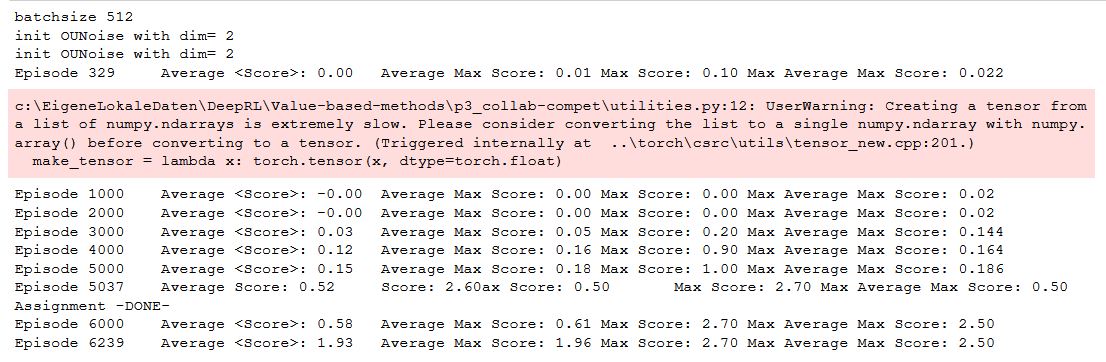 batchsize 512
init OUNoise with dim= 2
init OUNoise with dim= 2
Episode 329 Average <Score>: 0.00 Average Max Score: 0.01 Max Score: 0.10 Max Average Max Score: 0.022
c:\EigeneLokaleDaten\DeepRL\Value-based-methods\p3_collab-compet\utilities.py:12: UserWarning: Creating a tensor from
a list of numpy.ndarrays is extremely slow. Please consider converting the list to a single numpy.ndarray with numpy.
array() before converting to a tensor. (Triggered internally at ..\torch\csrc\utils\tensor_new.cpp:201.)
make_tensor = lambda x: torch.tensor(x, dtype=torch.float)
Episode 1000 Average <Score>: -0.00 Average Max Score: 0.00 Max Score: 0.00 Max Average Max Score: 0.02
Episode 2000 Average <Score>: -0.00 Average Max Score: 0.00 Max Score: 0.00 Max Average Max Score: 0.02
Episode 3000 Average <Score>: 0.03 Average Max Score: 0.05 Max Score: 0.20 Max Average Max Score: 0.144
Episode 4000 Average <Score>: 0.12 Average Max Score: 0.16 Max Score: 0.90 Max Average Max Score: 0.164
Episode 5000 Average <Score>: 0.15 Average Max Score: 0.18 Max Score: 1.00 Max Average Max Score: 0.186
Episode 5037 Average Score: 0.52 Score: 2.60ax Score: 0.50 Max Score: 2.70 Max Average Max Score: 0.50
Assignment -DONE-
Episode 6000 Average <Score>: 0.58 Average Max Score: 0.61 Max Score: 2.70 Max Average Max Score: 2.50
Episode 6239 Average <Score>: 1.93 Average Max Score: 1.96 Max Score: 2.70 Max Average Max Score: 2.50